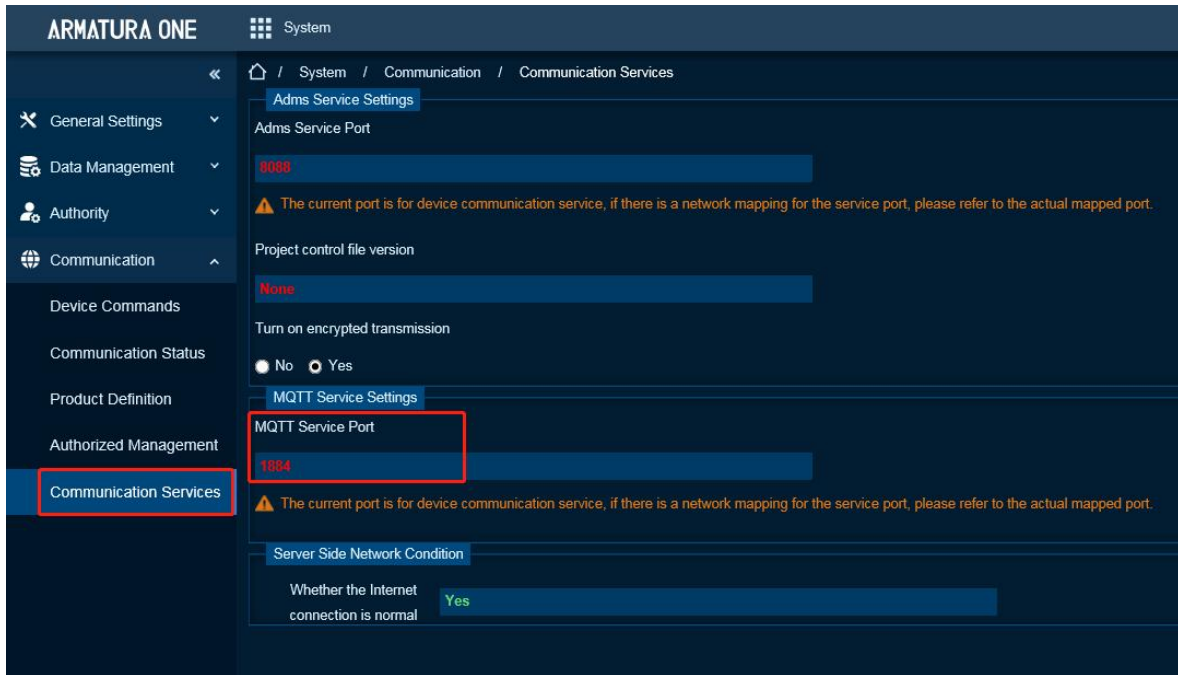 ARMATURA ONE
System
/ System / Communication / Communication Services
General Settings
Data Management
Authority
Communication
Device Commands
Communication Status
Product Definition
Authorized Management
Communication Services
Adms Service Settings
Adms Service Port
8088
The current port is for device communication service, if there is a network mapping for the service port, please refer to the actual mapped port.
Project control file version
None
Turn on encrypted transmission
No Yes
MQTT Service Settings
MQTT Service Port
1884
The current port is for device communication service, if there is a network mapping for the service port, please refer to the actual mapped port.
Server Side Network Condition
Whether the Internet
connection is normal
Yes